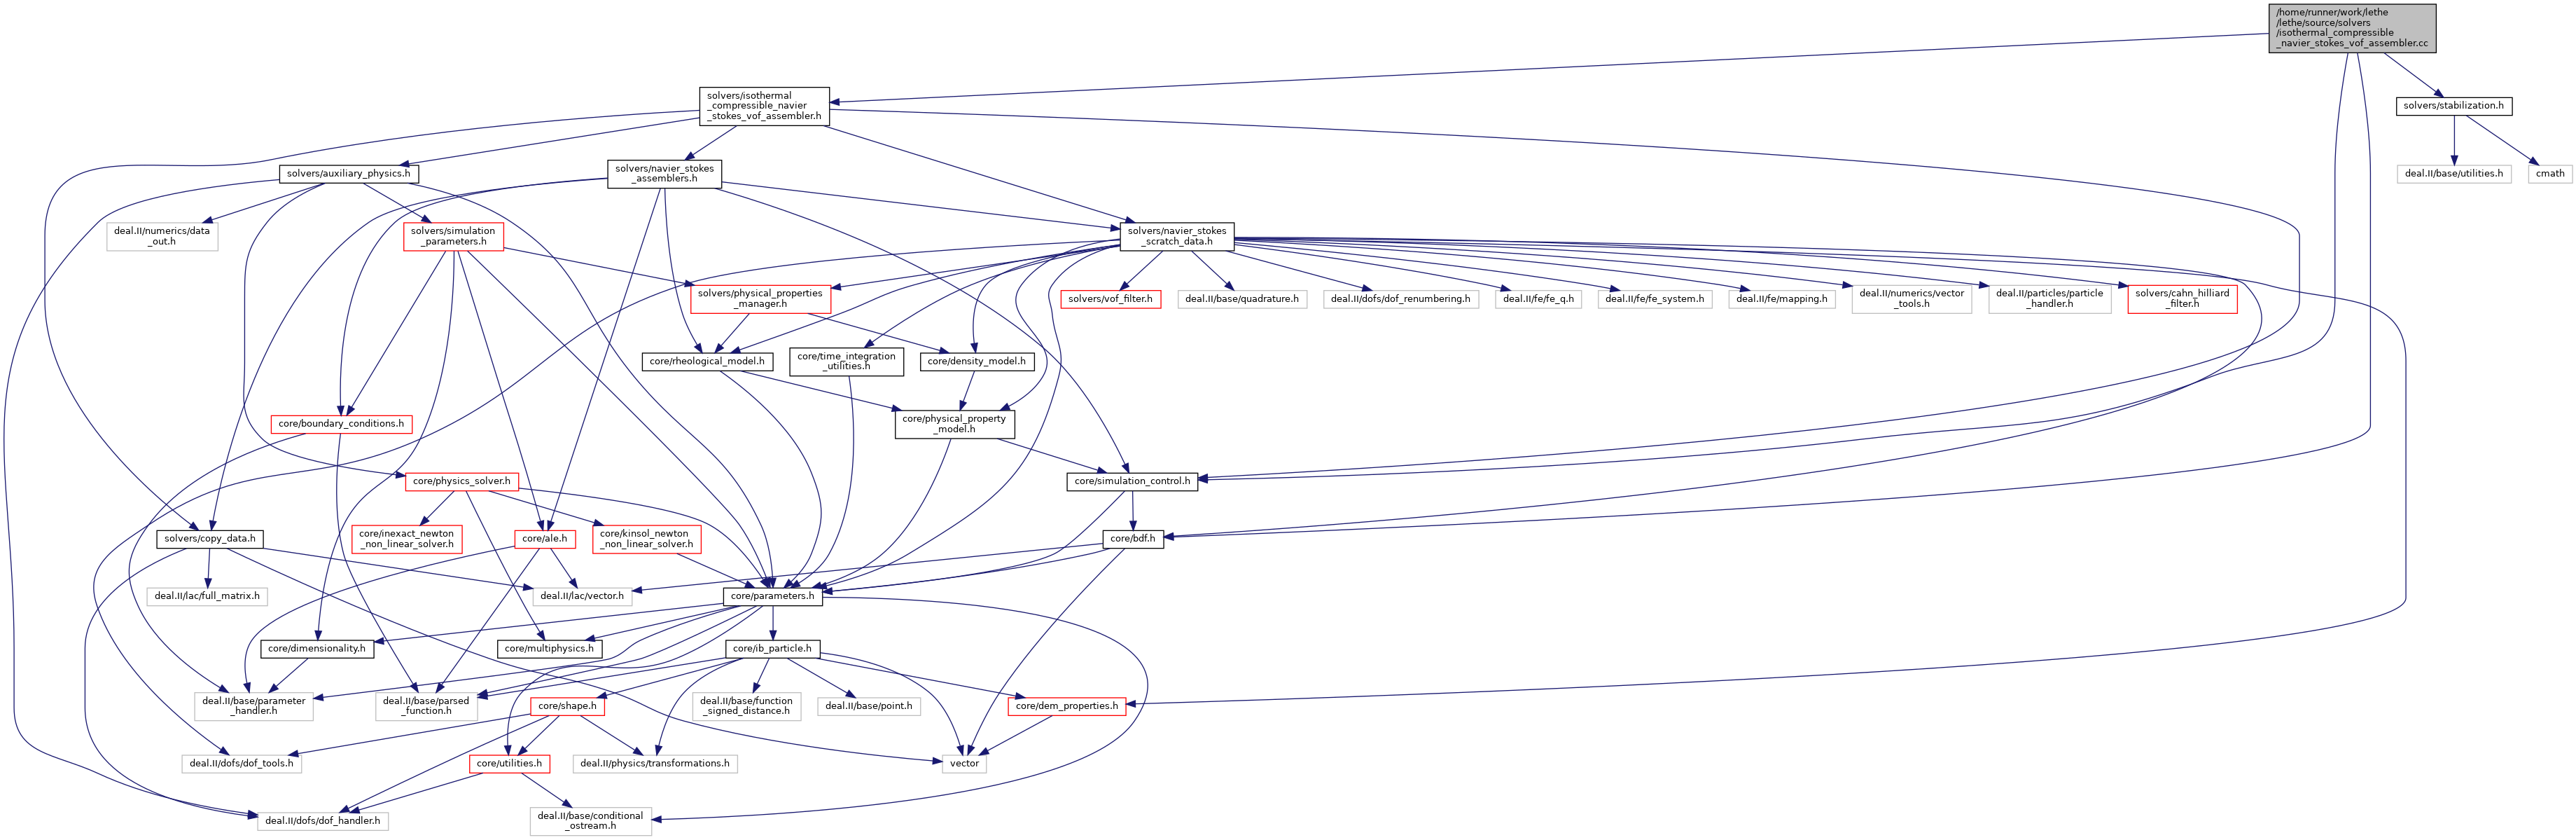 /home/runner/work/lethe
/lethe/source/solvers
/isothermal_compressible
_navier_stokes_vof_assembler.cc
solvers/isothermal
_compressible_navier
_stokes_vof_assembler.h
solvers/stabilization.h
solvers/auxiliary_physics.h
solvers/navier_stokes
_assemblers.h
deal.II/base/utilities.h
cmath
deal.II/numerics/data
_out.h
solvers/simulation
_parameters.h
solvers/navier_stokes
_scratch_data.h
solvers/physical_properties
_manager.h
solvers/vof_filter.h
deal.II/base/quadrature.h
deal.II/dofs/dof_renumbering.h
deal.II/fe/fe_q.h
deal.II/fe/fe_system.h
deal.II/fe/mapping.h
deal.II/numerics/vector
_tools.h
deal.II/particles/particle
_handler.h
solvers/cahn_hilliard
_filter.h
core/rheological_model.h
core/time_integration
_utilities.h
core/density_model.h
core/boundary_conditions.h
core/physical_property
_model.h
core/physics_solver.h
core/simulation_control.h
solvers/copy_data.h
core/inexact_newton
_non_linear_solver.h
core/ale.h
core/kinsol_newton
_non_linear_solver.h
core/bdf.h
deal.II/lac/full_matrix.h
deal.II/lac/vector.h
core/parameters.h
core/dimensionality.h
core/multiphysics.h
core/ib_particle.h
deal.II/base/parameter
_handler.h
deal.II/base/parsed
_function.h
core/shape.h
deal.II/base/function
_signed_distance.h
deal.II/base/point.h
core/dem_properties.h
deal.II/dofs/dof_tools.h
core/utilities.h
deal.II/physics/transformations.h
vector
deal.II/dofs/dof_handler.h
deal.II/base/conditional
_ostream.h